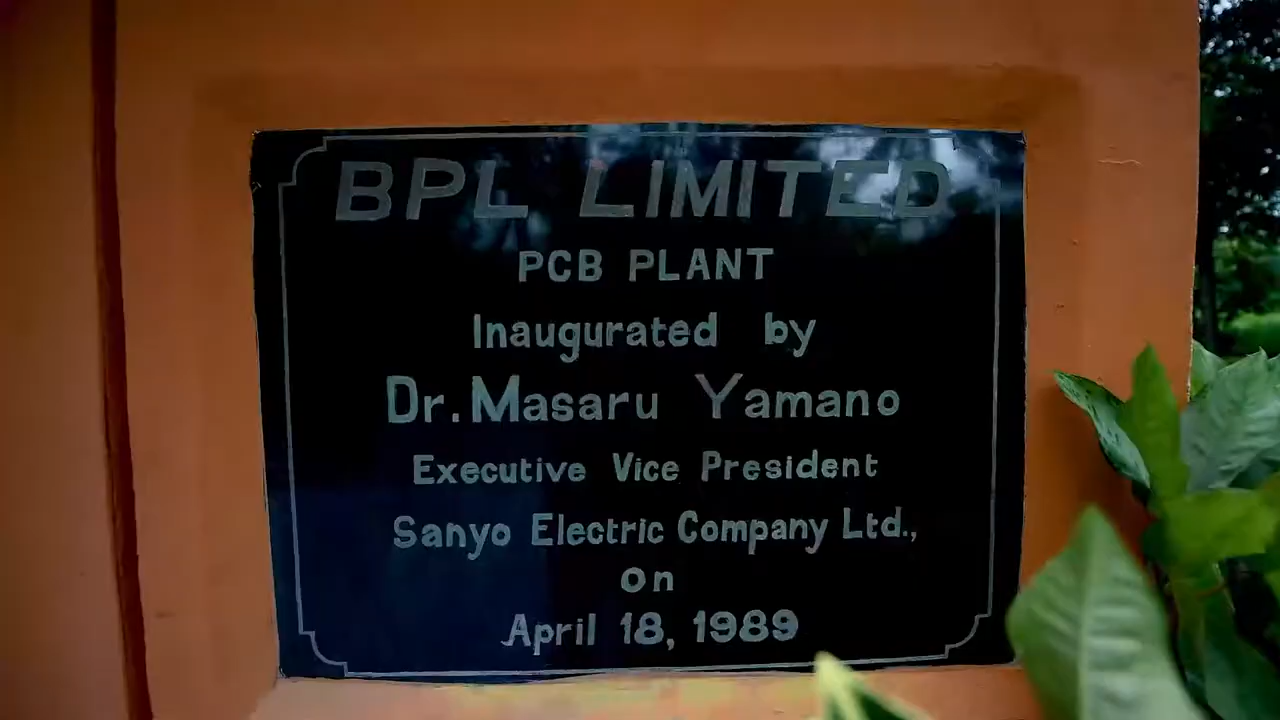 BPL LIMITED
PCB PLANT
Inaugurated by
Dr. Masaru Yamano
Executive Vice President
Sanyo Electric Company Ltd.,
on
April 18, 1989